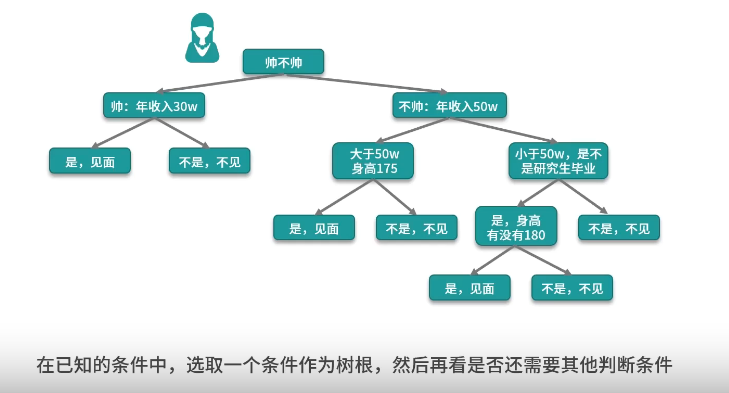 帅不帅
帅：年收入30w
不帅：年收入50w
是，见面
不是，不见
大于50w
身高175
小于50w，是不
是研究生毕业
是，见面
不是，不见
是，身高
有没有180
不是，不见
是，见面
不是，不见
在已知的条件中，选取一个条件作为树根，然后再看是否还需要其他判断条件